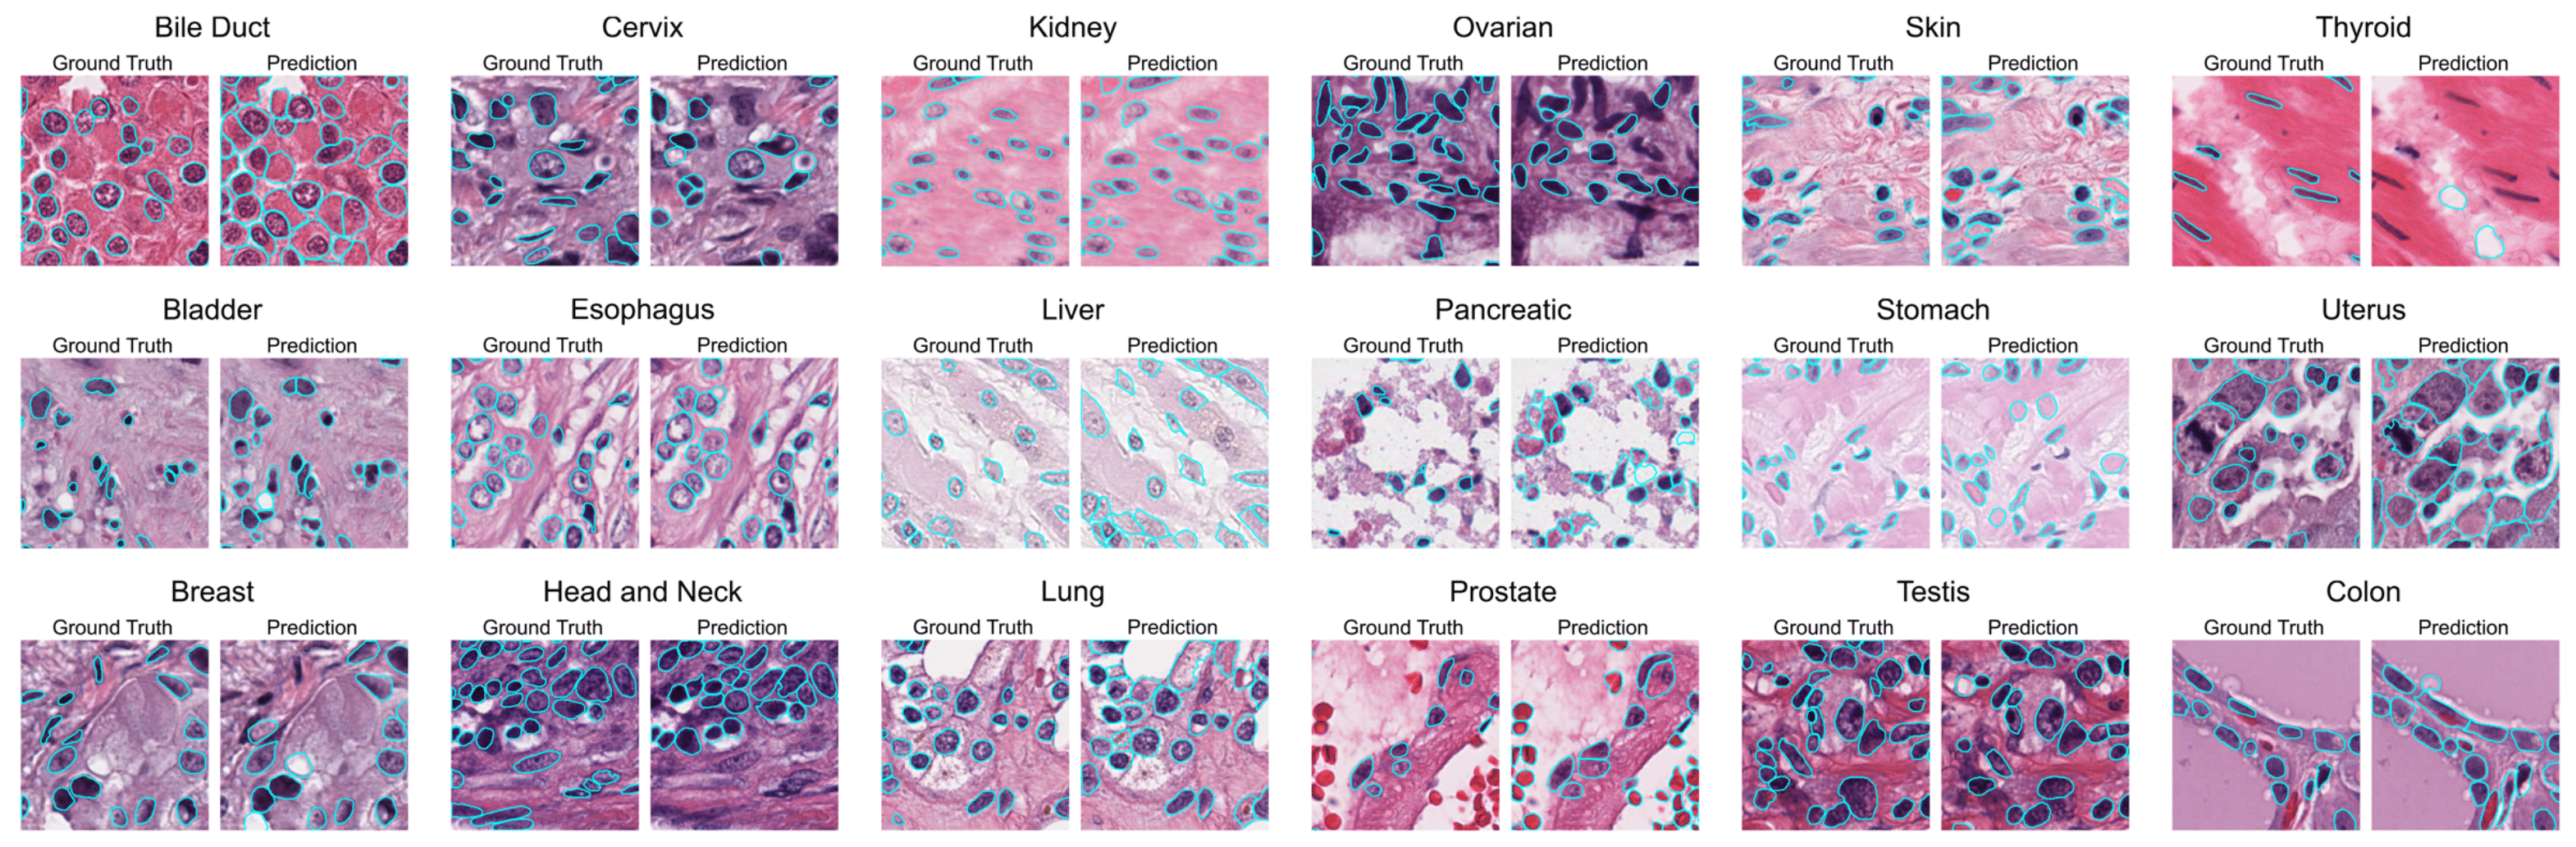 Bile Duct
Cervix
Kidney
Ovarian
Skin
Thyroid
Ground Truth Prediction
Ground Truth Prediction
Ground Truth Prediction
Ground Truth Prediction
Ground Truth Prediction
Ground Truth Prediction
Bladder
Esophagus
Liver
Pancreatic
Stomach
Uterus
Ground Truth Prediction
Ground Truth Prediction
Ground Truth Prediction
Ground Truth Prediction
Ground Truth Prediction
Ground Truth Prediction
Breast
Head and Neck
Lung
Prostate
Testis
Colon
Ground Truth Prediction
Ground Truth Prediction
Ground Truth Prediction
Ground Truth Prediction
Ground Truth Prediction
Ground Truth Prediction